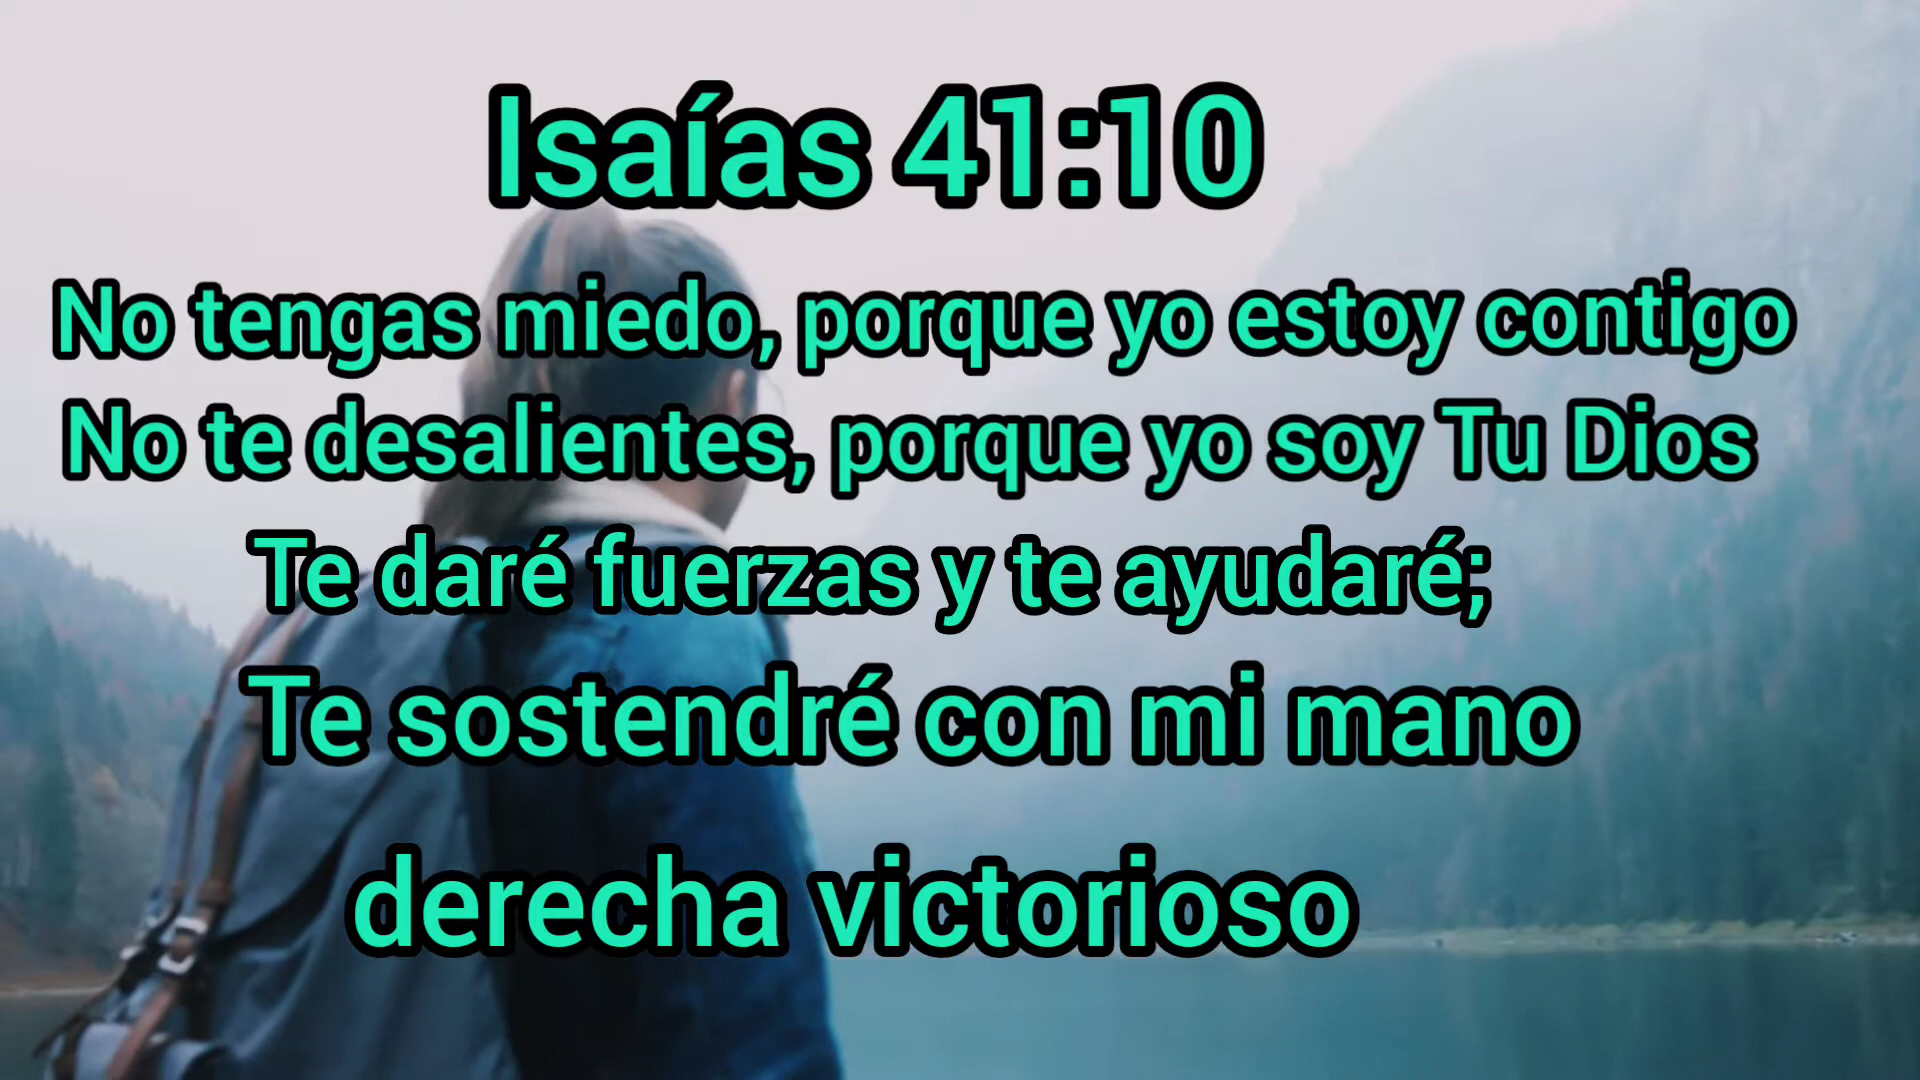 Isaías 41:10
No tengas miedo, porque yo estoy contigo
No te desalientes, porque yo soy Tu Dios
Te daré fuerzas y te ayudaré;
Te sostendré con mi mano
derecha victorioso